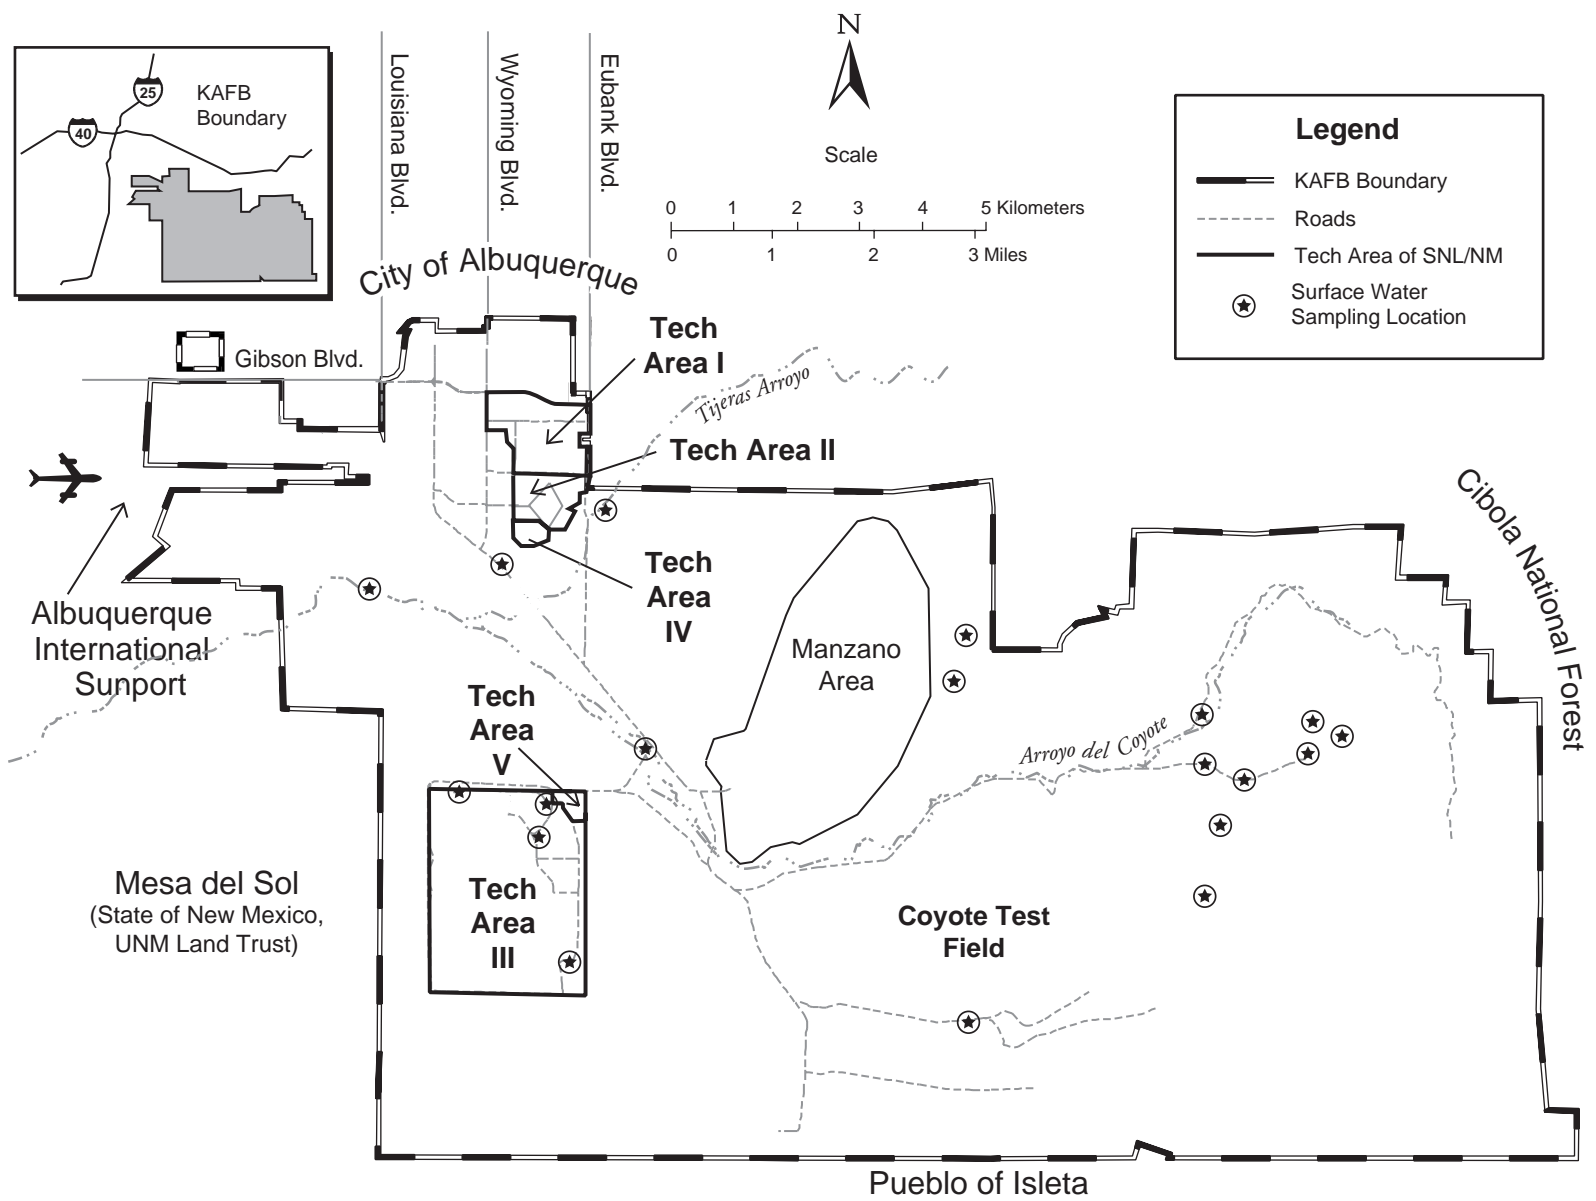 N
Scale
0 1 2 3 4 5 Kilometers
0 1 2 3 Miles
25
40
KAFB
Boundary
Louisiana Blvd.
Wyoming Blvd.
Eubank Blvd.
Legend
KAFB Boundary
Roads
Tech Area of SNL/NM
Surface Water
Sampling Location
City of Albuquerque
Gibson Blvd.
Tech
Area I
Tijeras Arroyo
Tech Area II
Tech
Area
IV
Albuquerque
International
Sunport
Cibola National Forest
Manzano
Area
Tech
Area
V
Arroyo del Coyote
Mesa del Sol
(State of New Mexico,
UNM Land Trust)
Tech
Area
III
Coyote Test
Field
Pueblo of Isleta